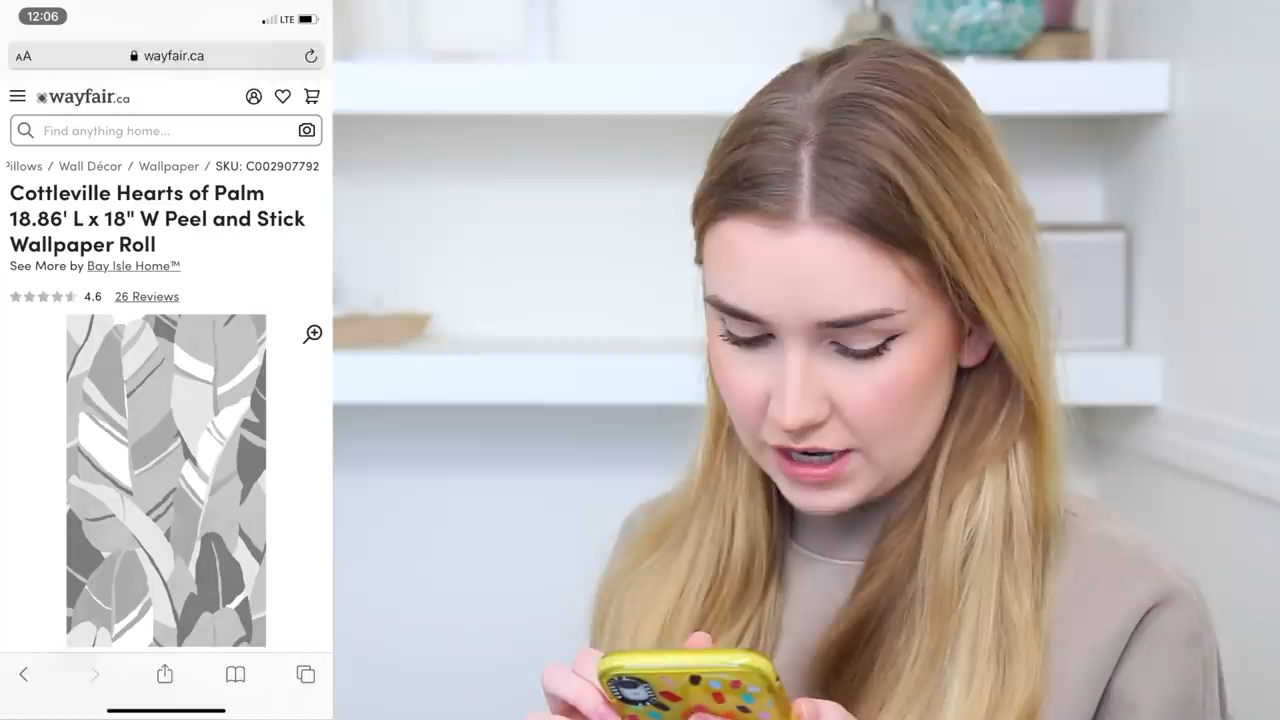 12:06
LTE
AA
wayfair.ca
wayfair.ca
Find anything home...
Pillows / Wall Décor / Wallpaper / SKU: C002907792
Cottleville Hearts of Palm
18.86' L x 18" W Peel and Stick
Wallpaper Roll
See More by Bay Isle Home™
4.6 26 Reviews